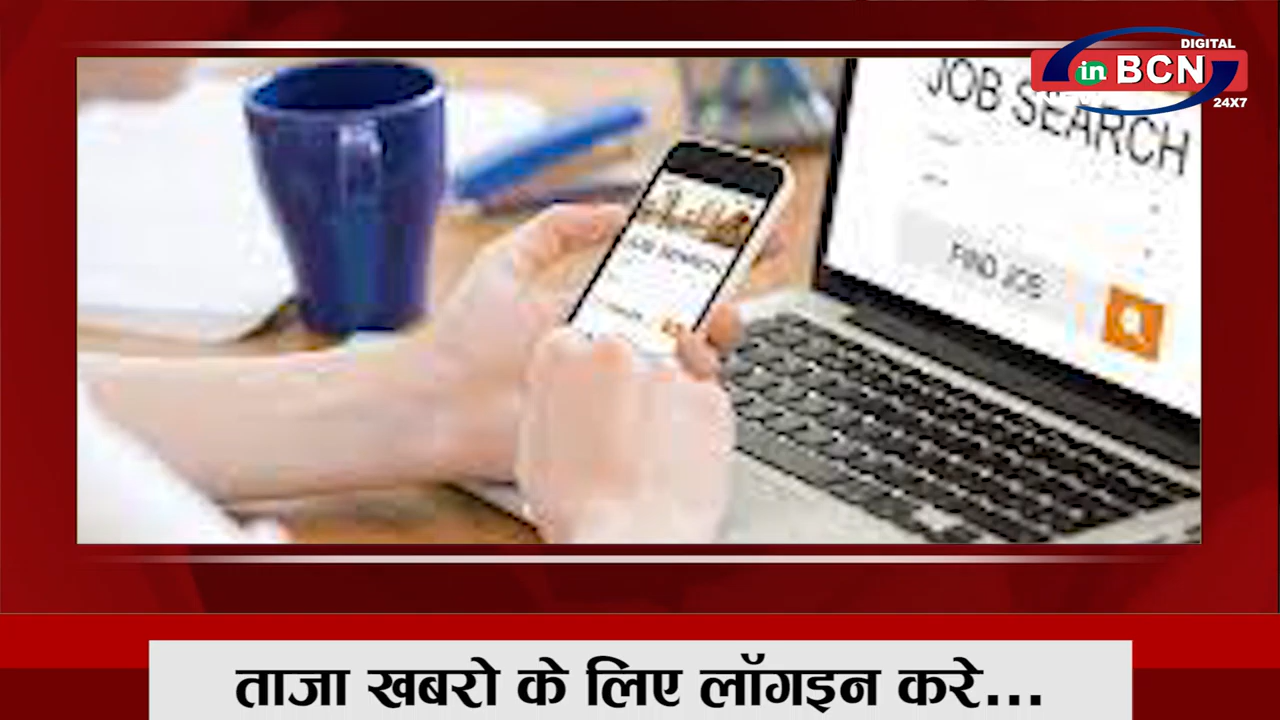 DIGITAL
in BCN
24X7
JOB SEARCH
FIND JOB
JOB SEARCH
ताजा खबरो के लिए लॉगइन करे...